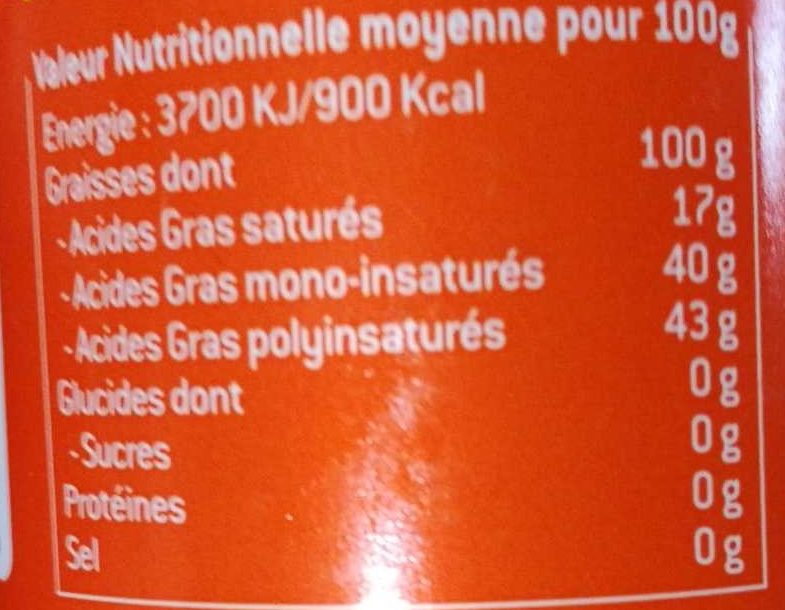 Valeur Nutritionnelle moyenne pour 100g
Energie : 3700 KJ/900 Kcal
Graisses dont 100 g
- Acides Gras saturés 17g
- Acides Gras mono-insaturés 40 g
- Acides Gras polyinsaturés 43 g
Glucides dont 0 g
- Sucres 0 g
Protéines 0 g
Sel 0 g